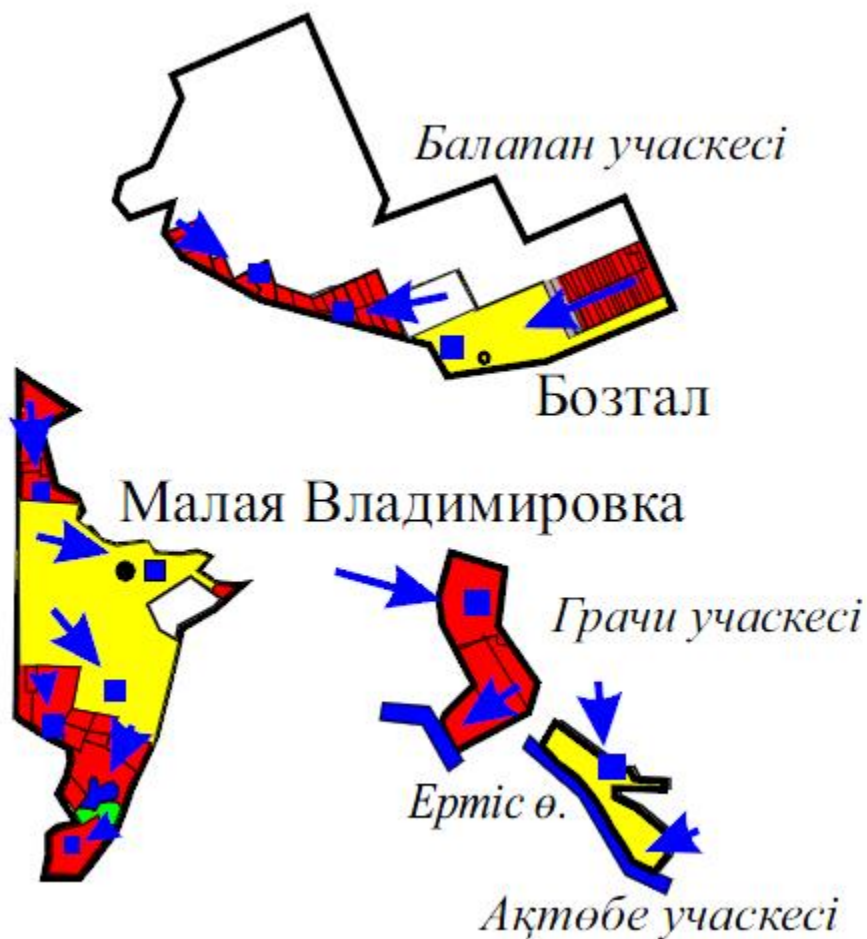 Балапан учаскесі
Бозтал
Малая Владимировка
Грачи учаскесі
Ертіс ө.
Ақтөбе учаскесі